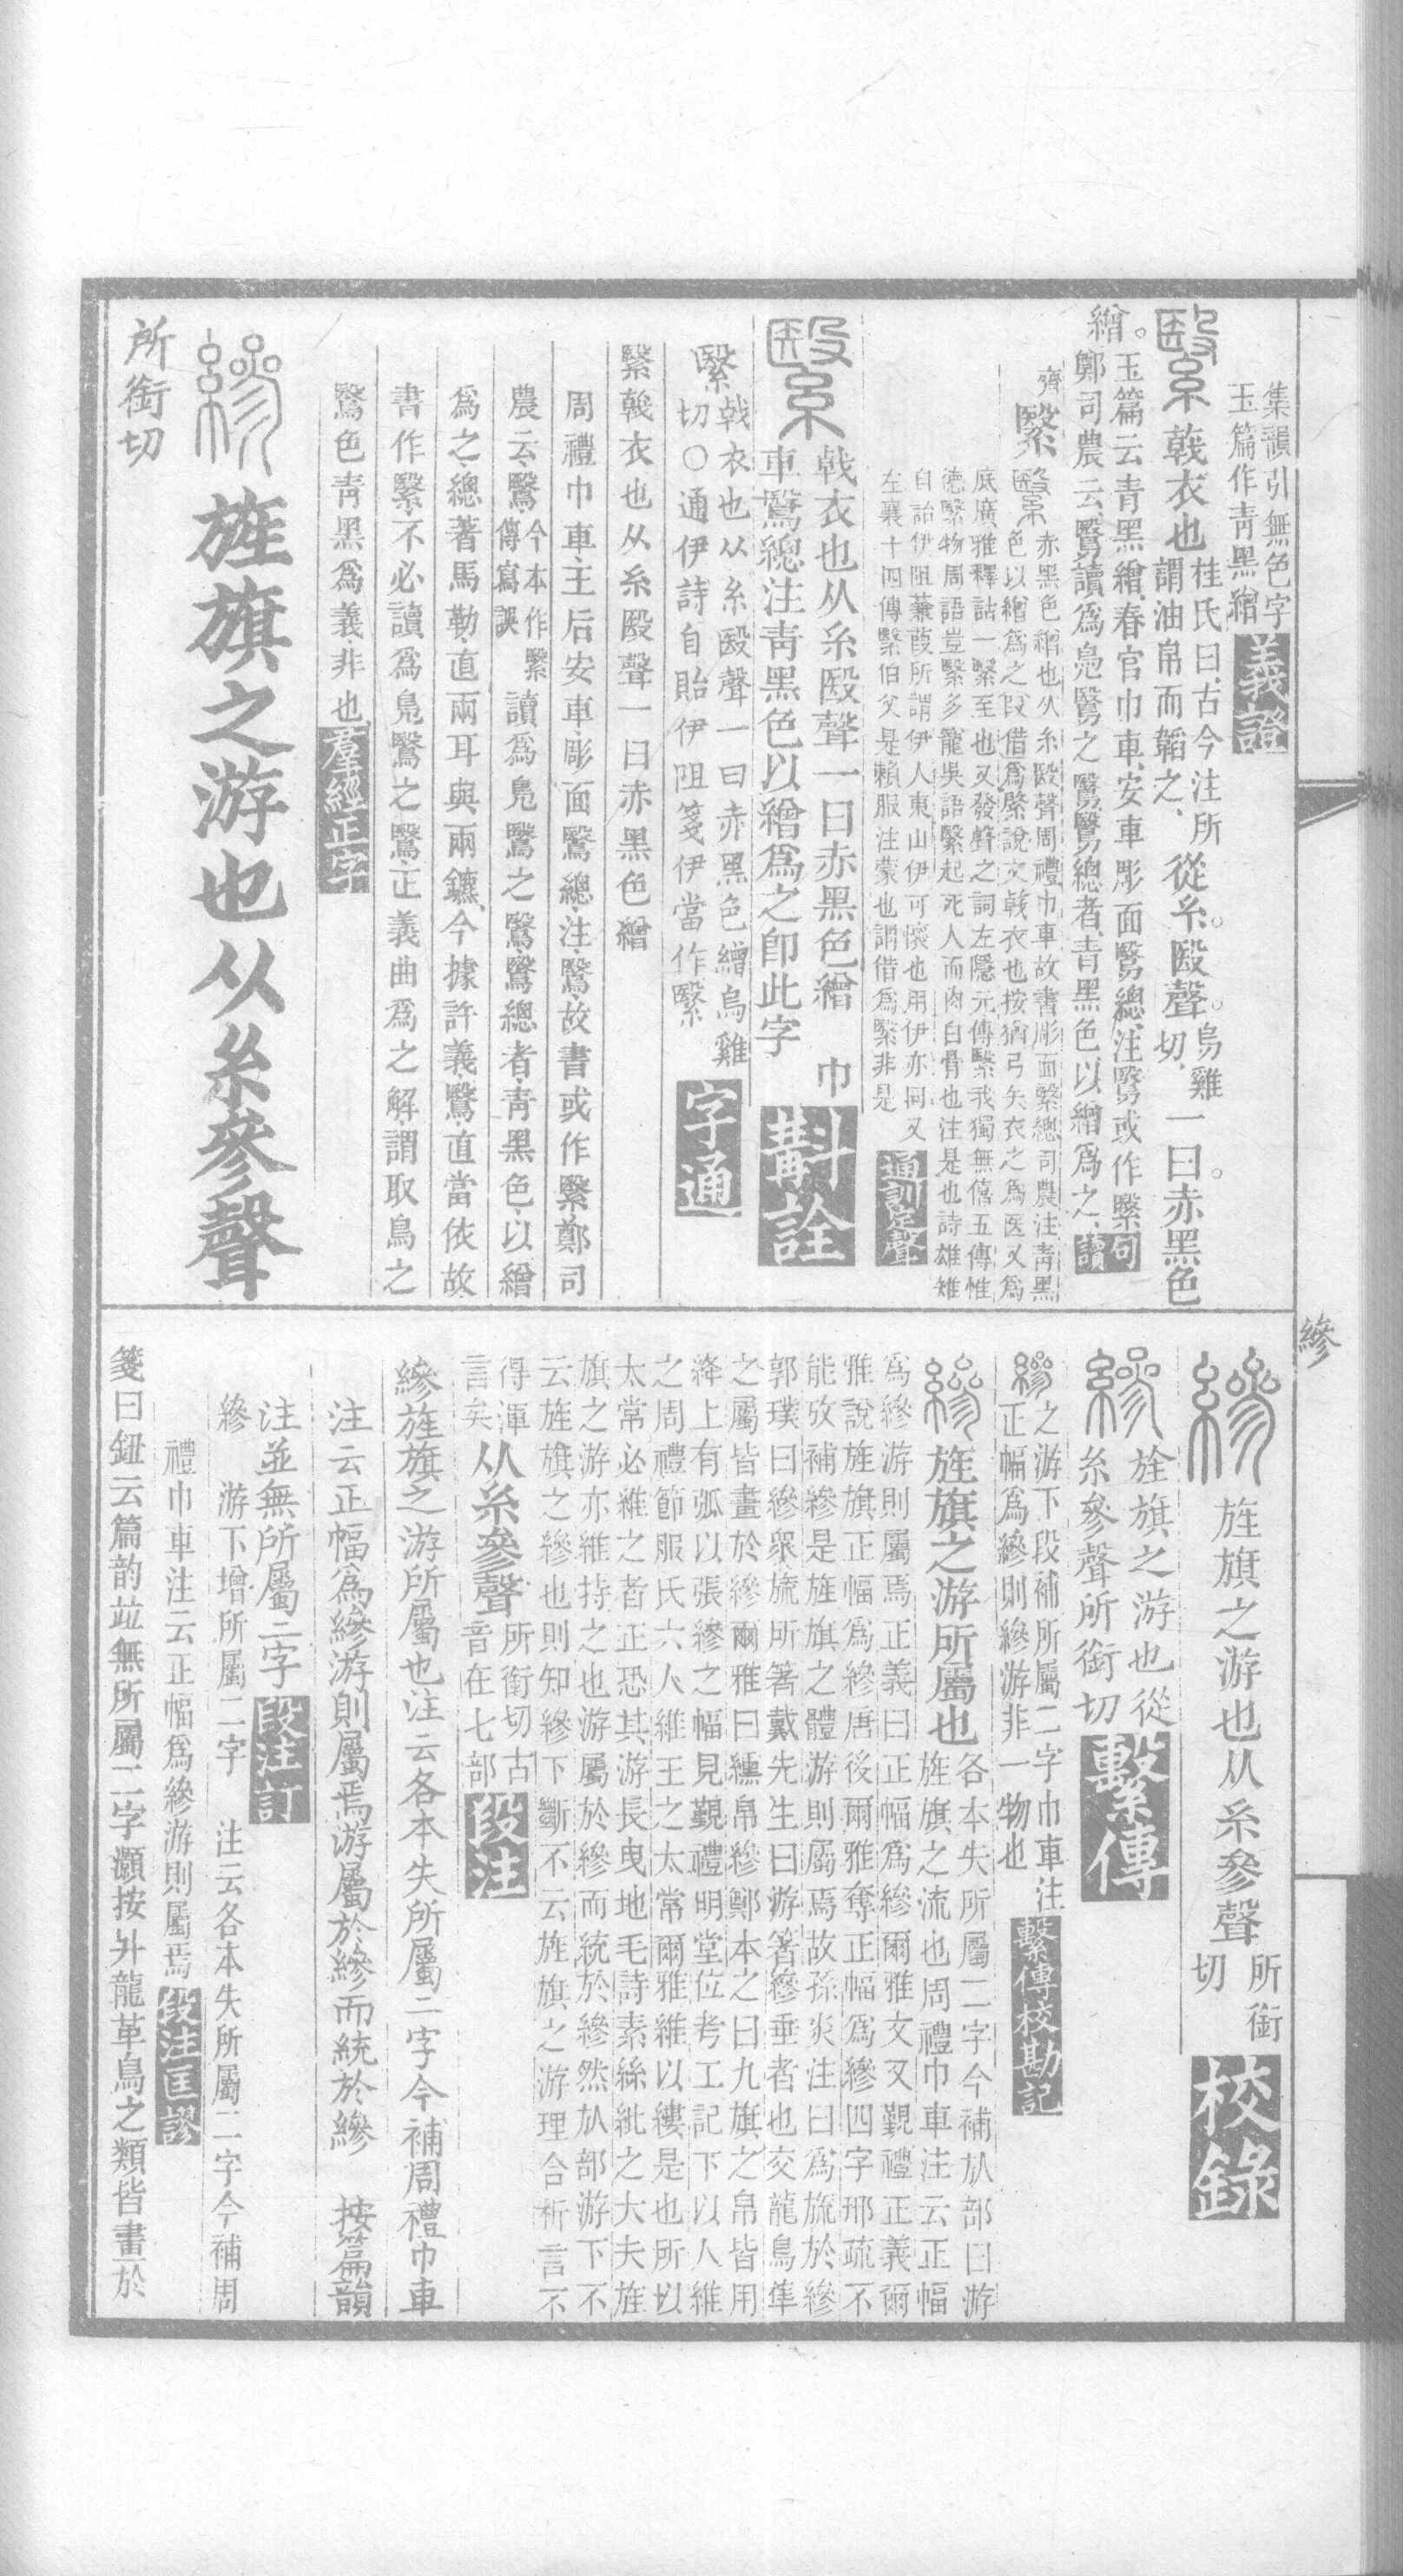 集韻引無色字
玉篇作青黑繒
義證
繄
戟衣也
桂氏曰古今注所
謂油帛而韜之、
從糸。殹聲。
烏雞。
切、
一曰。赤黑色
繒。
玉篇云青黑繒、春官巾車、安車彫面鷖總、注鷖或作繄
鄭司農云鷖讀爲鳧鷖之鷖鷖總者、青黑色以繒爲之、
句讀
齊
繄
赤黑色繒也从糸殹聲周禮巾車故書彫面繄總司農注青黑
色以繒爲之叚借爲𣪠說文戟衣也按猶弓矢衣之爲医又爲
底廣雅釋詁一繄至也又發聲之詞左隱元傳繄我獨無僖五傳惟
德繄物周語豈繄多寵吳語繄起死人而肉白骨也注是也詩雄雉
自詒伊阻蒹葭所謂伊人東山伊可懷也用伊亦同又
左襄十四傳繄伯父是賴服注蒙也謂借爲繄非是
通訓定聲
繄
戟衣也从糸殹聲一曰赤黑色繒　巾
車鷖總注青黑色以繒爲之卽此字
斠詮
繄
戟衣也从糸殹聲一曰赤黑色繒烏雞
切○通伊詩自貽伊阻箋伊當作繄
字通
繄戟衣也从糸殹聲一曰赤黑色繒
周禮巾車、主后安車、彫面鷖總、注、鷖、故書或作繄、鄭司
農云、鷖、
今本作繄
傳寫誤
讀爲鳧鷖之鷖、鷖總者、青黑色、以繒
爲之、總著馬勒、直兩耳與兩鑣、今據許義、鷖、直當依故
書作繄、不必讀爲鳧鷖之鷖、正義曲爲之解、謂取鳥之
鷖色青黑爲義非也
羣經正字
縿
旌旗之游也从糸參聲
所銜切
縿
縿
旌旗之游也从糸參聲
所銜
切
校錄
縿
旌旗之游也從
糸參聲所銜切
繫傳
縿
之游下段補所屬二字巾車注
正幅爲縿則縿游非一物也
繫傳校勘記
縿
旌旗之游所屬也
各本失所屬二字今補㫃部曰游
旌旗之流也周禮巾車注云正幅
爲縿游則屬焉正義曰正幅爲縿爾雅文又覲禮正義爾
雅說旌旗正幅爲縿唐後爾雅奪正幅爲縿四字邢疏不
能攷補縿是旌旗之體游則屬焉故孫炎注曰爲旒於縿
郭璞曰縿衆旒所箸戴先生曰游箸縿垂者也交龍鳥隼
之屬皆畫於縿爾雅曰纁帛縿鄭本之曰九旗之帛皆用
絳上有弧以張縿之幅見覲禮明堂位考工記下以人維
之周禮節服氏六人維王之太常爾雅維以縷是也所㠯
太常必維之者正恐其游長曳地毛詩素絲紕之大夫旌
旗之游亦維持之也游屬於縿而統於縿然㫃部游下不
云旌旗之縿也則知縿下斷不云旌旗之游理合析言不
得渾
言矣
从糸參聲
所銜切古
音在七部
段注
縿旌旗之游所屬也注云各本失所屬二字今補周禮巾車
注云正幅爲縿游則屬焉游屬於縿而統於縿　按篇韻
注並無所屬二字
段注訂
縿　游下增所屬二字　注云各本失所屬二字今補周
禮巾車注云正幅爲縿游則屬焉
段注匡謬
箋曰鈕云篇韵竝無所屬二字灝按升龍革鳥之類皆畫於